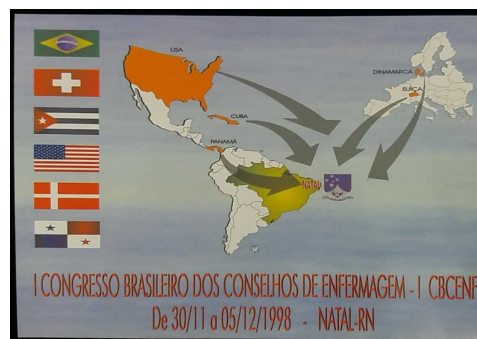 USA
DINAMARCA
SUIÇA
CUBA
PANAMÁ
NATAL
I CONGRESSO BRASILEIRO DOS CONSELHOS DE ENFERMAGEM - I CBCENF
De 30/11 a 05/12/1998 - NATAL-RN